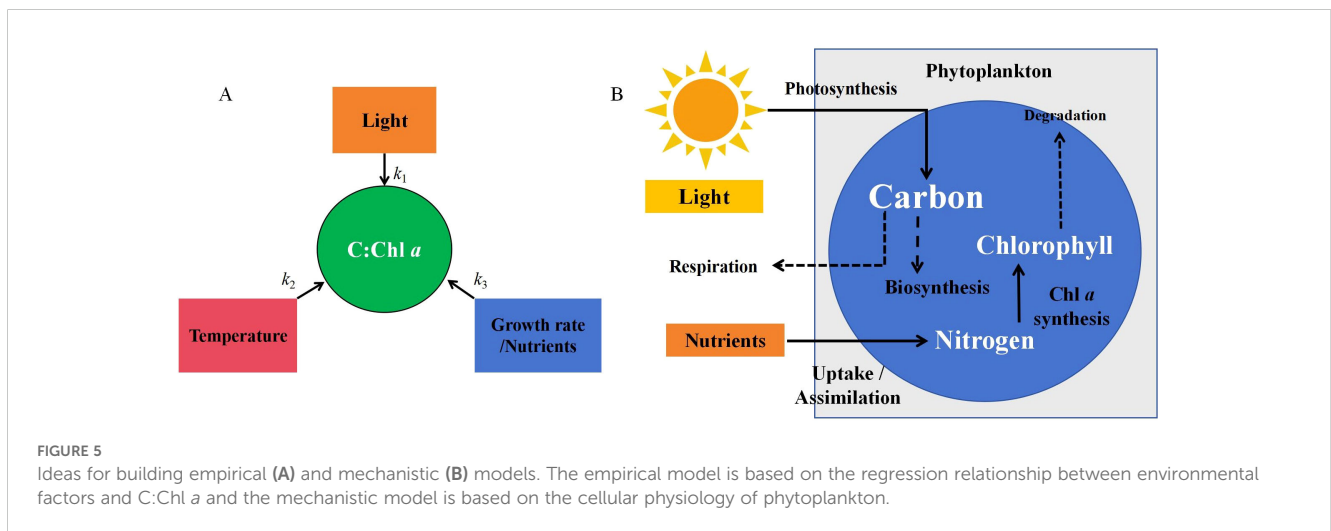 A
Light
k1
C:Chl a
k2
k3
Temperature
Growth rate
/Nutrients
B
Phytoplankton
Photosynthesis
Degradation
Light
Carbon
Chlorophyll
Respiration
Biosynthesis
Chl a
synthesis
Nutrients
Nitrogen
Uptake /
Assimilation
FIGURE 5
Ideas for building empirical (A) and mechanistic (B) models. The empirical model is based on the regression relationship between environmental
factors and C:Chl a and the mechanistic model is based on the cellular physiology of phytoplankton.